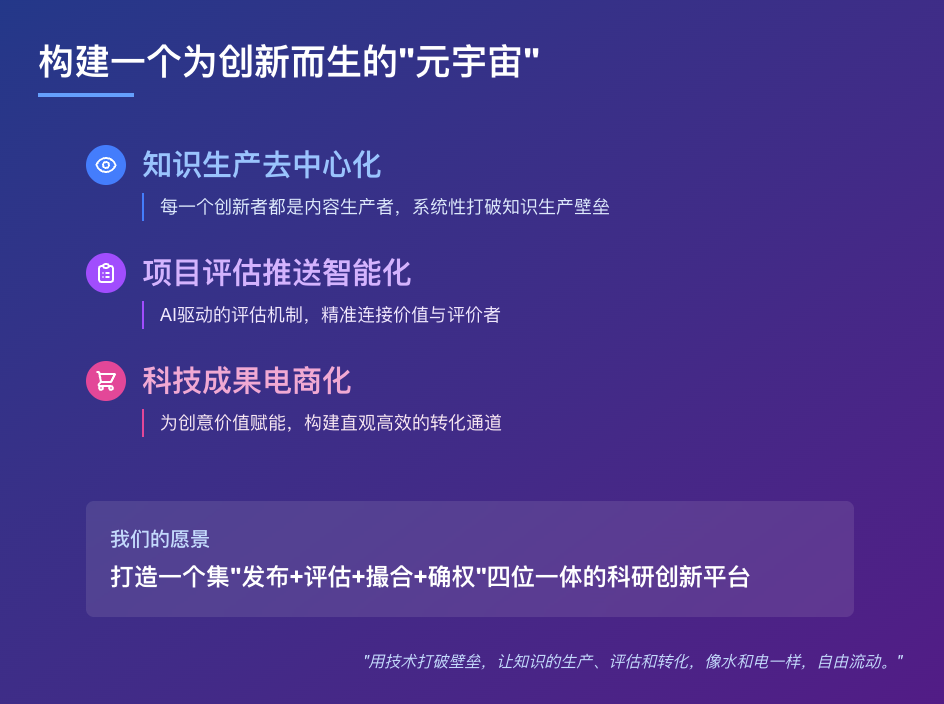 构建一个为创新而生的"元宇宙"
知识生产去中心化
每一个创新者都是内容生产者，系统性打破知识生产壁垒
项目评估推送智能化
AI驱动的评估机制，精准连接价值与评价者
科技成果电商化
为创意价值赋能，构建直观高效的转化通道
我们的愿景
打造一个集"发布+评估+撮合+确权"四位一体的科研创新平台
"用技术打破壁垒，让知识的生产、评估和转化，像水和电一样，自由流动。"